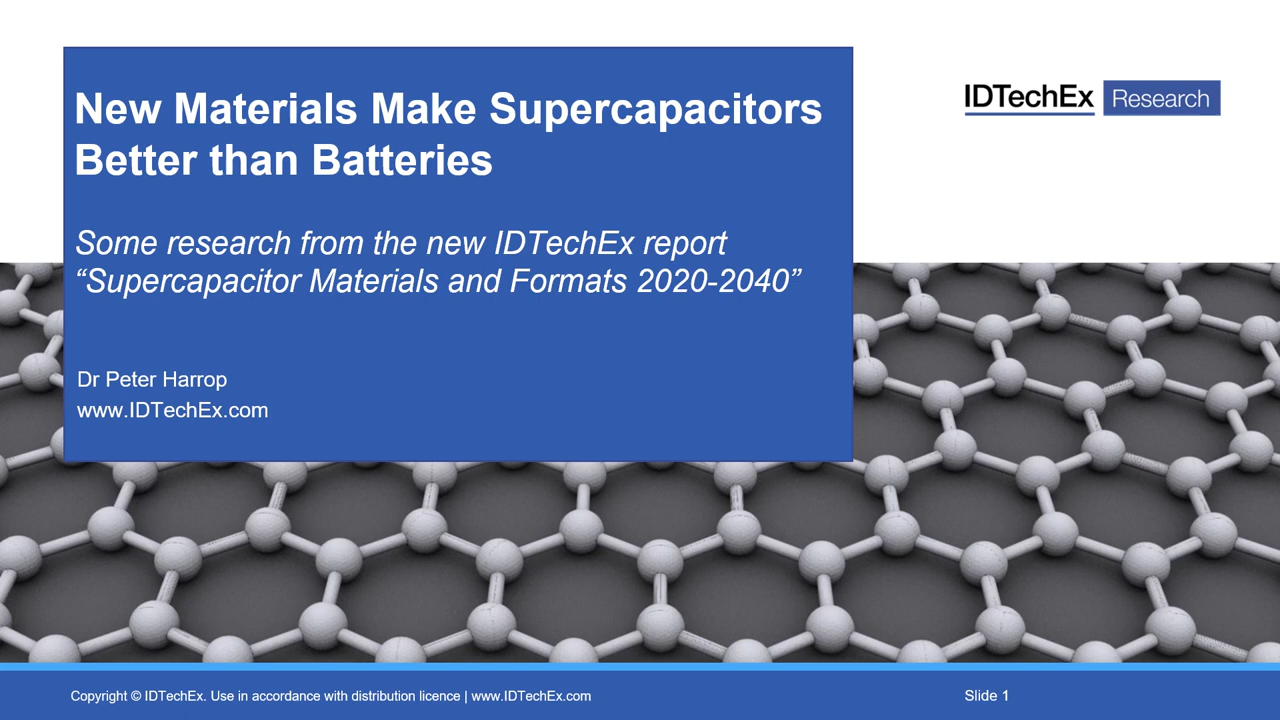 New Materials Make Supercapacitors
Better than Batteries
IDTechEx Research
Some research from the new IDTechEx report
“Supercapacitor Materials and Formats 2020-2040”
Dr Peter Harrop
www.IDTechEx.com
Copyright © IDTechEx. Use in accordance with distribution licence | www.IDTechEx.com
Slide 1